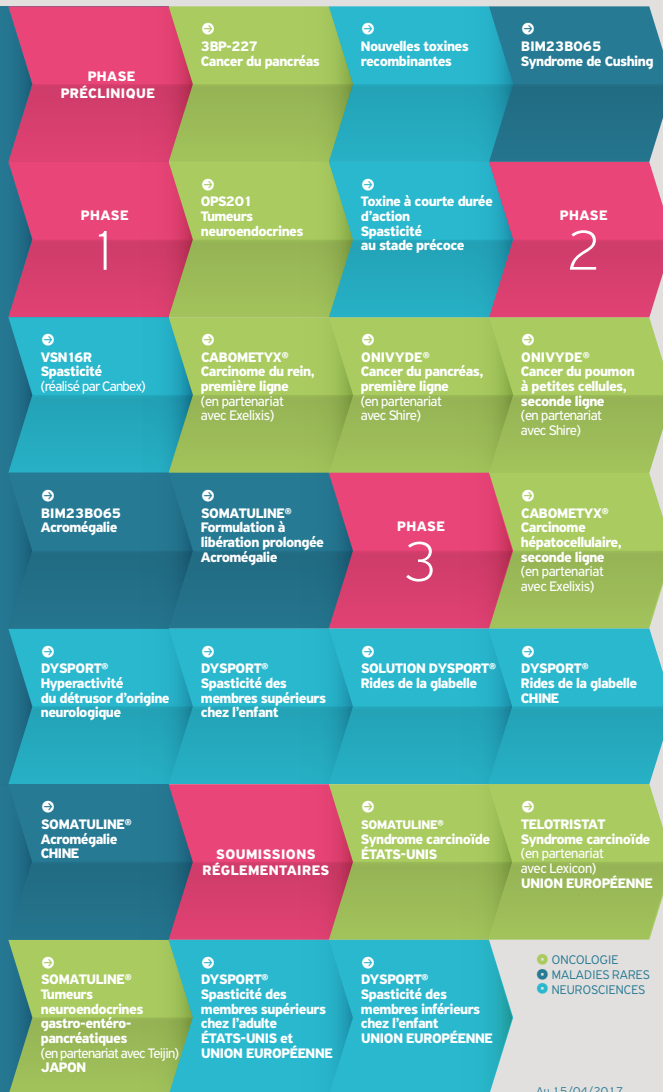 PHASE
PRÉCLINIQUE
3BP-227
Cancer du pancréas
Nouvelles toxines
recombinantes
BIM23B065
Syndrome de Cushing
PHASE
1
OPS201
Tumeurs
neuroendocrines
Toxine à courte durée
d'action
Spasticité
au stade précoce
PHASE
2
VSN16R
Spasticité
(réalisé par Canbex)
CABOMETYX®
Carcinome du rein,
première ligne
(en partenariat
avec Exelixis)
ONIVYDE®
Cancer du pancréas,
première ligne
(en partenariat
avec Shire)
ONIVYDE®
Cancer du poumon
à petites cellules,
seconde ligne
(en partenariat
avec Shire)
BIM23B065
Acromégalie
SOMATULINE®
Formulation à
libération prolongée
Acromégalie
PHASE
3
CABOMETYX®
Carcinome
hépatocellulaire,
seconde ligne
(en partenariat
avec Exelixis)
DYSPORT®
Hyperactivité
du détrusor d'origine
neurologique
DYSPORT®
Spasticité des
membres supérieurs
chez l'enfant
SOLUTION DYSPORT®
Rides de la glabelle
DYSPORT®
Rides de la glabelle
CHINE
SOMATULINE®
Acromégalie
CHINE
SOUMISSIONS
RÉGLEMENTAIRES
SOMATULINE®
Syndrome carcinoïde
ÉTATS-UNIS
TELOTRISTAT
Syndrome carcinoïde
(en partenariat
avec Lexicon)
UNION EUROPÉENNE
SOMATULINE®
Tumeurs
neuroendocrines
gastro-entéro-
pancréatiques
(en partenariat avec Teijin)
JAPON
DYSPORT®
Spasticité des
membres supérieurs
chez l'adulte
ÉTATS-UNIS et
UNION EUROPÉENNE
DYSPORT®
Spasticité des
membres inférieurs
chez l'enfant
UNION EUROPÉENNE
ONCOLOGIE
MALADIES RARES
NEUROSCIENCES
Au 15/04/2017